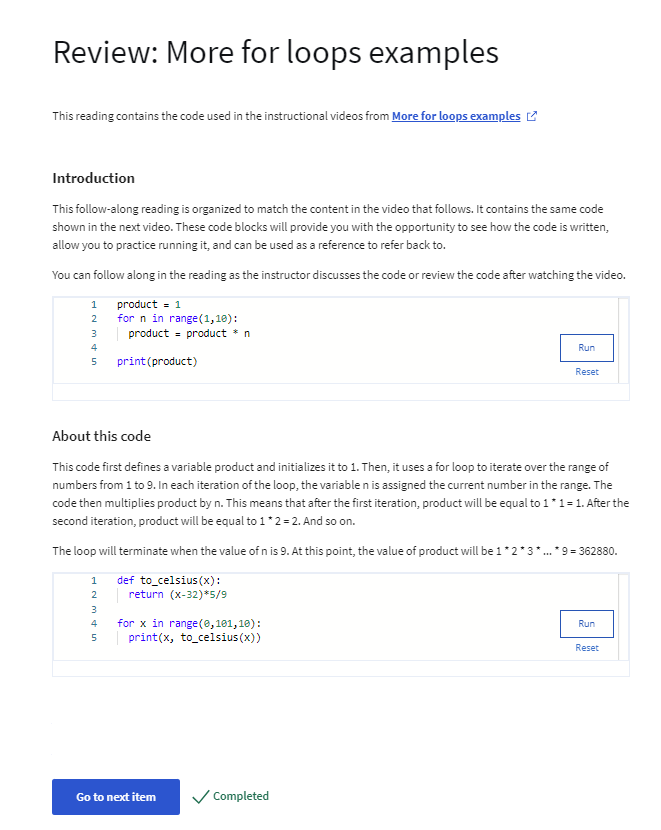 Review: More for loops examples
This reading contains the code used in the instructional videos from More for loops examples
Introduction
This follow-along reading is organized to match the content in the video that follows. It contains the same code
shown in the next video. These code blocks will provide you with the opportunity to see how the code is written,
allow you to practice running it, and can be used as a reference to refer back to.
You can follow along in the reading as the instructor discusses the code or review the code after watching the video.
1 product = 1
2 for n in range(1,10):
3 product = product * n
4
5 print(product)
Run
Reset
About this code
This code first defines a variable product and initializes it to 1. Then, it uses a for loop to iterate over the range of
numbers from 1 to 9. In each iteration of the loop, the variable n is assigned the current number in the range. The
code then multiplies product by n. This means that after the first iteration, product will be equal to 1 * 1 = 1. After the
second iteration, product will be equal to 1 * 2 = 2. And so on.
The loop will terminate when the value of n is 9. At this point, the value of product will be 1 * 2 * 3 * ... * 9 = 362880.
1 def to_celsius(x):
2 return (x-32)*5/9
3
4 for x in range(0,101,10):
5 print(x, to_celsius(x))
Run
Reset
Go to next item
Completed